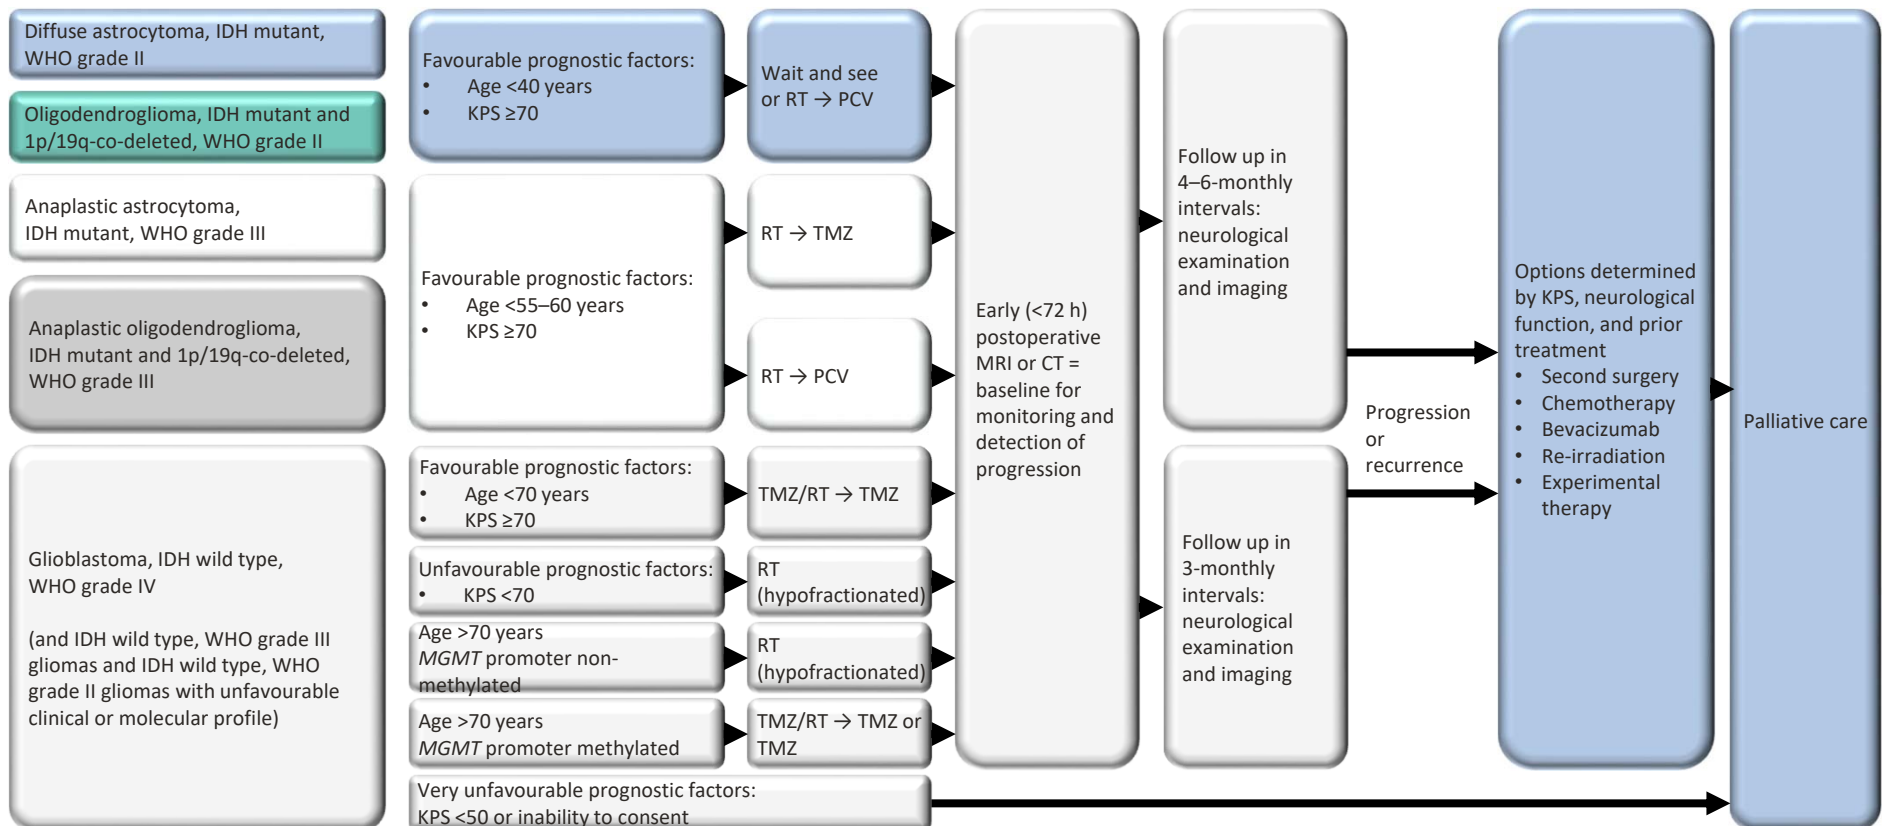 Diffuse astrocytoma, IDH mutant,
WHO grade II
Oligodendroglioma, IDH mutant and
1p/19q-co-deleted, WHO grade II
Anaplastic astrocytoma,
IDH mutant, WHO grade III
Anaplastic oligodendroglioma,
IDH mutant and 1p/19q-co-deleted,
WHO grade III
Glioblastoma, IDH wild type,
WHO grade IV
(and IDH wild type, WHO grade III
gliomas and IDH wild type, WHO
grade II gliomas with unfavourable
clinical or molecular profile)
Favourable prognostic factors:
• Age <40 years
• KPS ≥70
Favourable prognostic factors:
• Age <55–60 years
• KPS ≥70
Favourable prognostic factors:
• Age <70 years
• KPS ≥70
Unfavourable prognostic factors:
• KPS <70
Age >70 years
MGMT promoter non-
methylated
Age >70 years
MGMT promoter methylated
Very unfavourable prognostic factors:
KPS <50 or inability to consent
Wait and see
or RT → PCV
RT → TMZ
RT → PCV
TMZ/RT → TMZ
RT
(hypofractionated)
RT
(hypofractionated)
TMZ/RT → TMZ or
TMZ
Early (<72 h)
postoperative
MRI or CT =
baseline for
monitoring and
detection of
progression
Follow up in
4–6-monthly
intervals:
neurological
examination
and imaging
Follow up in
3-monthly
intervals:
neurological
examination
and imaging
Progression
or
recurrence
Options determined
by KPS, neurological
function, and prior
treatment
• Second surgery
• Chemotherapy
• Bevacizumab
• Re-irradiation
• Experimental
therapy
Palliative care